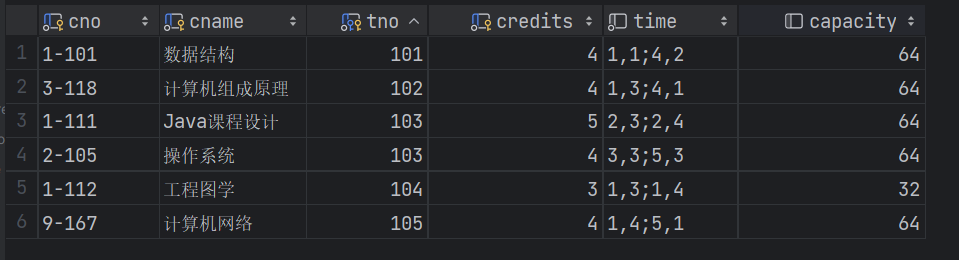 cno cname tno credits time capacity
1 1-101 数据结构 101 4 1,1;4,2 64
2 3-118 计算机组成原理 102 4 1,3;4,1 64
3 1-111 Java课程设计 103 5 2,3;2,4 64
4 2-105 操作系统 103 4 3,3;5,3 64
5 1-112 工程图学 104 3 1,3;1,4 32
6 9-167 计算机网络 105 4 1,4;5,1 64